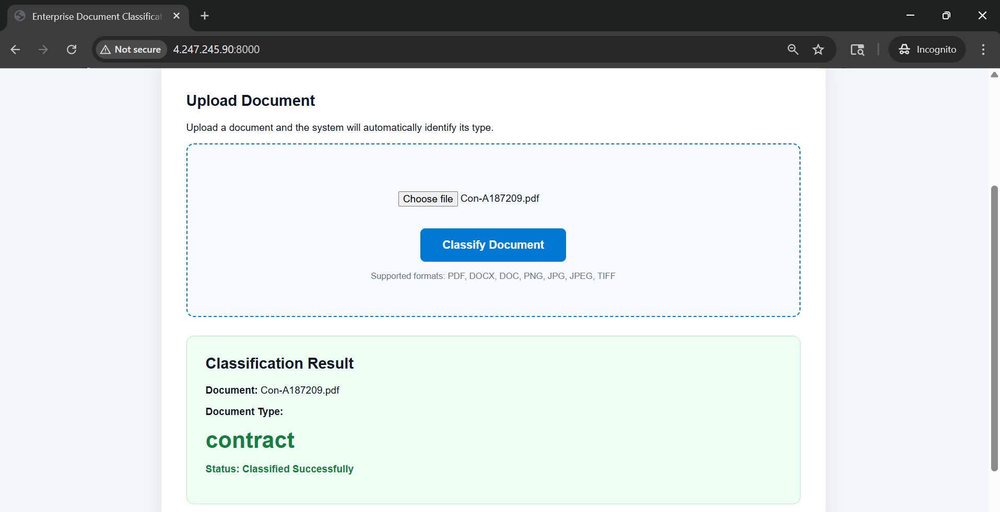 Enterprise Document Classificat
Not secure
4.247.245.90:8000
Incognito
Upload Document
Upload a document and the system will automatically identify its type.
Choose file Con-A187209.pdf
Classify Document
Supported formats: PDF, DOCX, DOC, PNG, JPG, JPEG, TIFF
Classification Result
Document: Con-A187209.pdf
Document Type:
contract
Status: Classified Successfully